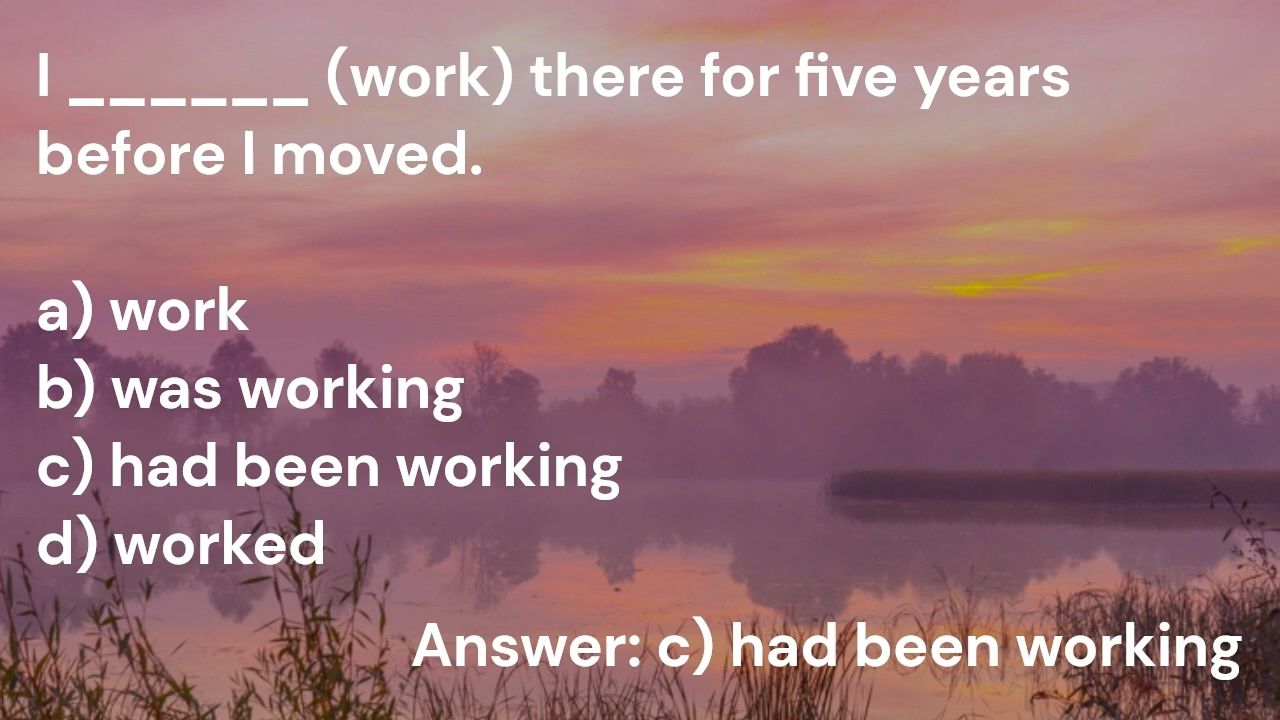 I ______ (work) there for five years
before I moved.
a) work
b) was working
c) had been working
d) worked
Answer: c) had been working